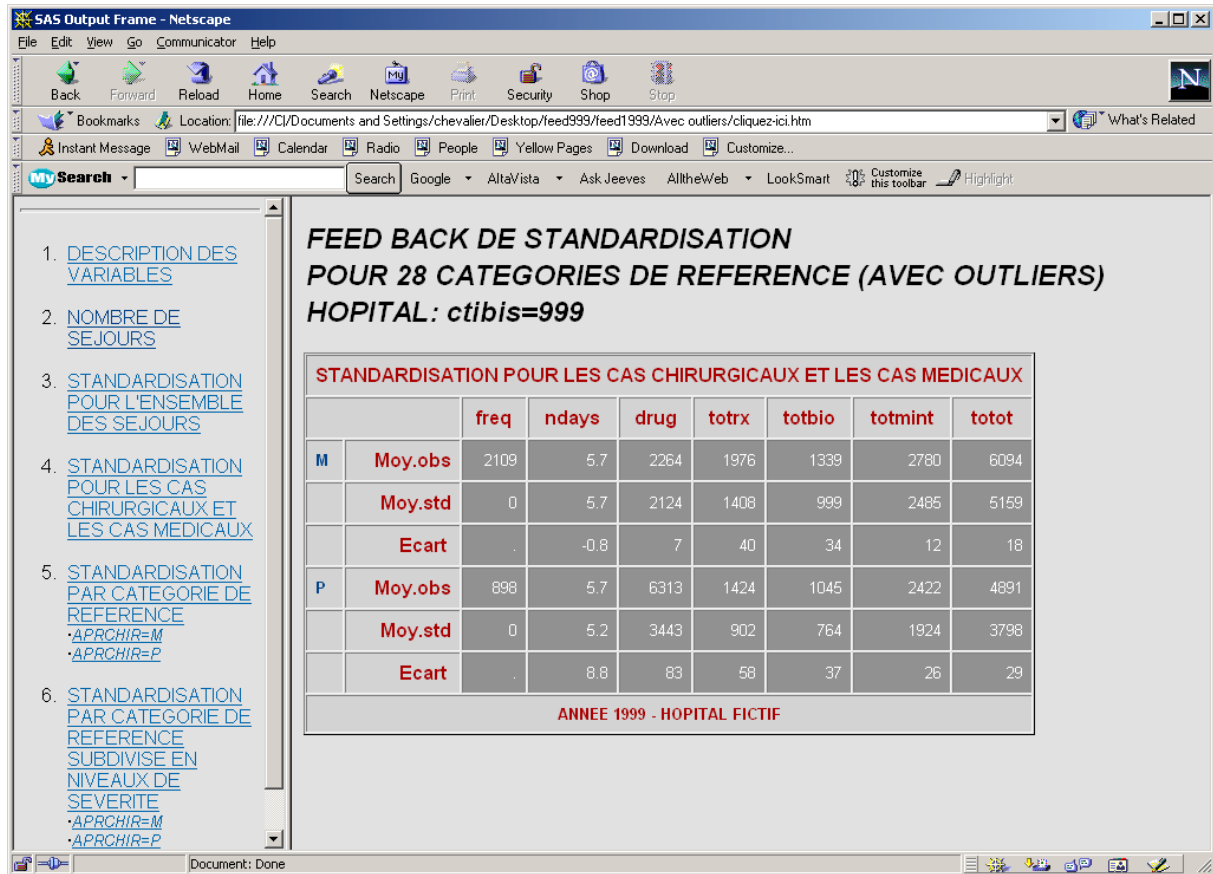 SAS Output Frame - Netscape
File Edit View Go Communicator Help
Back Forward Reload Home Search Netscape Print Security Shop Stop
N
Bookmarks Location: file:///C|/Documents and Settings/chevalier/Desktop/feed999/feed1999/Avec outliers/cliquez-ici.htm What's Related
Instant Message WebMail Calendar Radio People Yellow Pages Download Customize...
My Search Search Google AltaVista Ask Jeeves AlltheWeb LookSmart Customize this toolbar Highlight
1. DESCRIPTION DES
VARIABLES
2. NOMBRE DE
SEJOURS
3. STANDARDISATION
POUR L'ENSEMBLE
DES SEJOURS
4. STANDARDISATION
POUR LES CAS
CHIRURGICAUX ET
LES CAS MEDICAUX
5. STANDARDISATION
PAR CATEGORIE DE
REFERENCE
·APRCHIR=M
·APRCHIR=P
6. STANDARDISATION
PAR CATEGORIE DE
REFERENCE
SUBDIVISE EN
NIVEAUX DE
SEVERITE
·APRCHIR=M
·APRCHIR=P
FEED BACK DE STANDARDISATION
POUR 28 CATEGORIES DE REFERENCE (AVEC OUTLIERS)
HOPITAL: ctibis=999
STANDARDISATION POUR LES CAS CHIRURGICAUX ET LES CAS MEDICAUX
freq ndays drug totrx totbio totmint totot
M Moy.obs 2109 5.7 2264 1976 1339 2780 6094
Moy.std 0 5.7 2124 1408 999 2485 5159
Ecart . -0.8 7 40 34 12 18
P Moy.obs 898 5.7 6313 1424 1045 2422 4891
Moy.std 0 5.2 3443 902 764 1924 3798
Ecart . 8.8 83 58 37 26 29
ANNEE 1999 - HOPITAL FICTIF
Document: Done